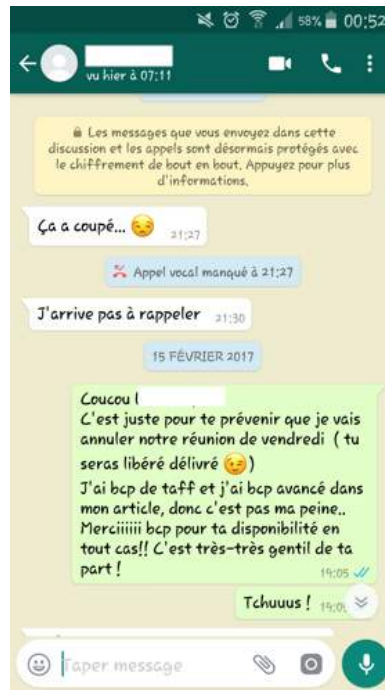 58% 00:52
vu hier à 07:11
Les messages que vous envoyez dans cette
discussion et les appels sont désormais protégés avec
le chiffrement de bout en bout. Appuyez pour plus
d'informations.
Ça a coupé... 😒 21:27
Appel vocal manqué à 21:27
J'arrive pas à rappeler 21:30
15 FÉVRIER 2017
Coucou l
C'est juste pour te prévenir que je vais
annuler notre réunion de vendredi ( tu
seras libéré délivré 😉)
J'ai bcp de taff et j'ai bcp avancé dans
mon article, donc c'est pas ma peine..
Merciiiiii bcp pour ta disponibilité en
tout cas!! C'est très-très gentil de ta
part ! 19:05
Tchuuus !
Taper message